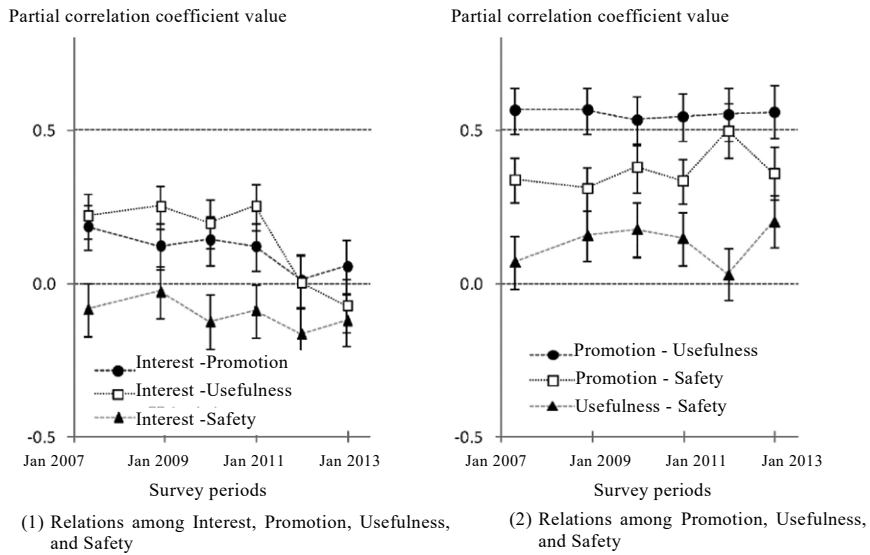 Partial correlation coefficient value
0.5
0.0
-0.5
Interest -Promotion
Interest -Usefulness
Interest -Safety
Jan 2007 Jan 2009 Jan 2011 Jan 2013
Survey periods
(1) Relations among Interest, Promotion, Usefulness,
and Safety
Partial correlation coefficient value
0.5
0.0
-0.5
Promotion - Usefulness
Promotion - Safety
Usefulness - Safety
Jan 2007 Jan 2009 Jan 2011 Jan 2013
Survey periods
(2) Relations among Promotion, Usefulness,
and Safety